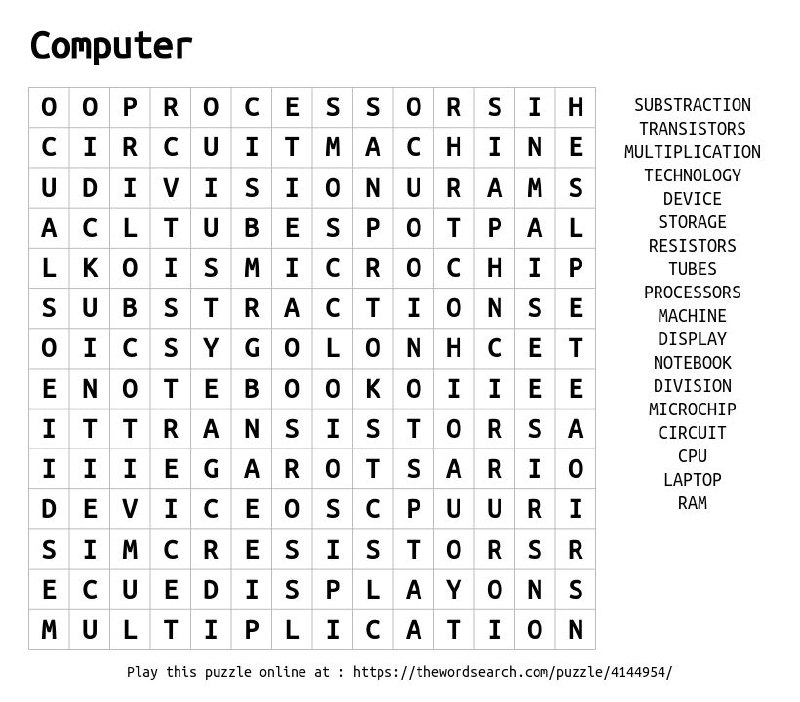 Computer
O O P R O C E S S O R S I H
C I R C U I T M A C H I N E
U D I V I S I O N U R A M S
A C L T U B E S P O T P A L
L K O I S M I C R O C H I P
S U B S T R A C T I O N S E
O I C S Y G O L O N H C E T
E N O T E B O O K O I I E E
I T T R A N S I S T O R S A
I I I E G A R O T S A R I O
D E V I C E O S C P U U R I
S I M C R E S I S T O R S R
E C U E D I S P L A Y O N S
M U L T I P L I C A T I O N
SUBSTRACTION
TRANSISTORS
MULTIPLICATION
TECHNOLOGY
DEVICE
STORAGE
RESISTORS
TUBES
PROCESSORS
MACHINE
DISPLAY
NOTEBOOK
DIVISION
MICROCHIP
CIRCUIT
CPU
LAPTOP
RAM
Play this puzzle online at : https://thewordsearch.com/puzzle/4144954/